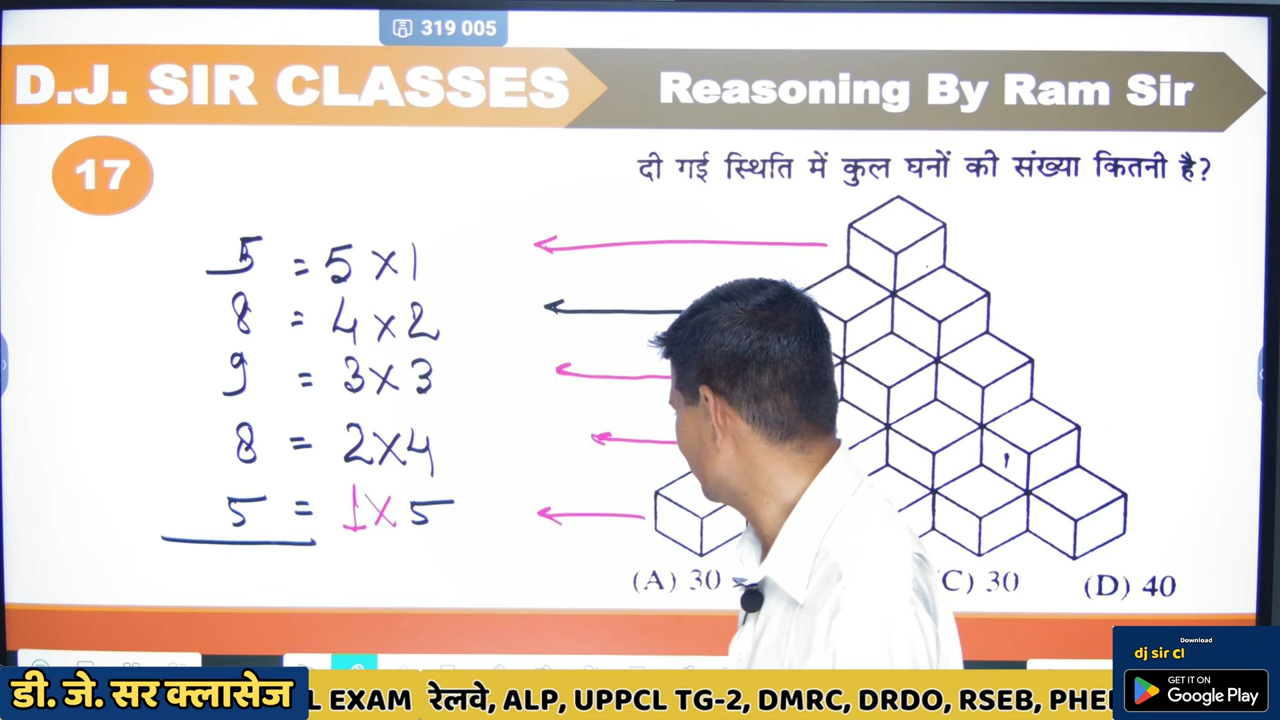 319 005
D.J. SIR CLASSES
Reasoning By Ram Sir
17
दी गई स्थिति में कुल घनों की संख्या कितनी है?
5 = 5 × 1
8 = 4 × 2
9 = 3 × 3
8 = 2 × 4
5 = 1 × 5
(A) 30
C) 30
(D) 40
Download
dj sir Cl
GET IT ON
Google Play
डी. जे. सर क्लासेज
L EXAM रेलवे, ALP, UPPCL TG-2, DMRC, DRDO, RSEB, PHE